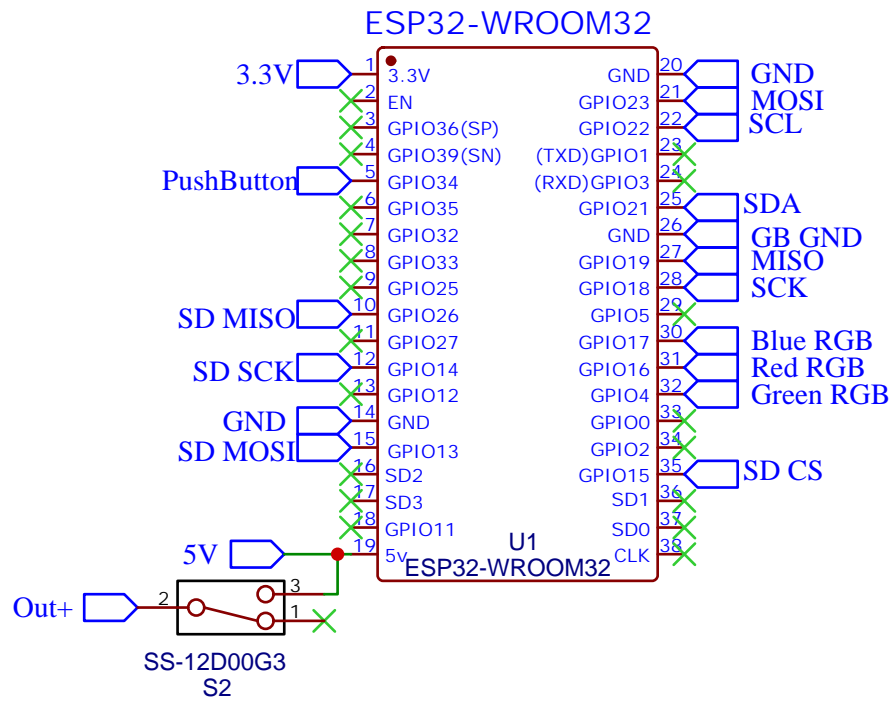 ESP32-WROOM32
3.3V 1 3.3V GND 20 GND
2 EN GPIO23 21 MOSI
3 GPIO36(SP) GPIO22 22 SCL
4 GPIO39(SN) (TXD)GPIO1 23
PushButton 5 GPIO34 (RXD)GPIO3 24
6 GPIO35 GPIO21 25 SDA
7 GPIO32 GND 26 GB GND
8 GPIO33 GPIO19 27 MISO
9 GPIO25 GPIO18 28 SCK
SD MISO 10 GPIO26 GPIO5 29
11 GPIO27 GPIO17 30 Blue RGB
SD SCK 12 GPIO14 GPIO16 31 Red RGB
13 GPIO12 GPIO4 32 Green RGB
GND 14 GND GPIO0 33
SD MOSI 15 GPIO13 GPIO2 34
16 SD2 GPIO15 35 SD CS
17 SD3 SD1 36
18 GPIO11 SD0 37
5V 19 5v CLK 38
U1
ESP32-WROOM32
3
Out+ 2 1
SS-12D00G3
S2